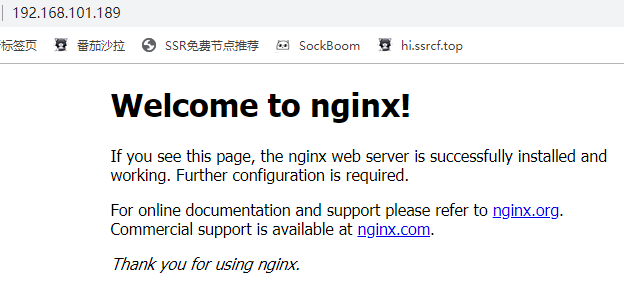 192.168.101.189
标签页 番茄沙拉 SSR免费节点推荐 SockBoom hi.ssrcf.top
Welcome to nginx!
If you see this page, the nginx web server is successfully installed and
working. Further configuration is required.
For online documentation and support please refer to nginx.org.
Commercial support is available at nginx.com.
Thank you for using nginx.